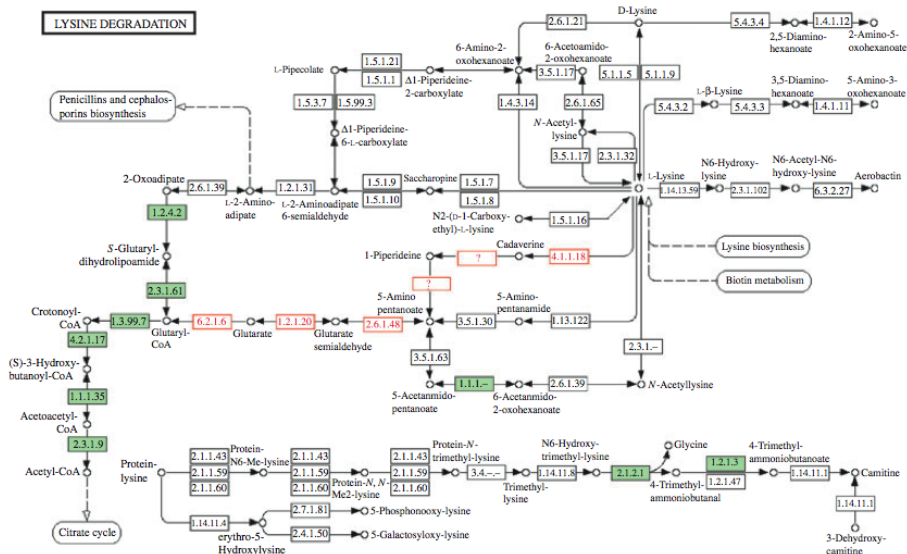 LYSINE DEGRADATION
D-Lysine
2.6.1.21
5.4.3.4
1.4.1.12
2,5-Diamino-
hexanoate
2-Amino-5-
oxohexanoate
6-Amino-2-
oxohexanoate
6-Acetoamido-
2-oxohexanoate
1.5.1.21
L-Pipecolate
1.5.1.1
Δ1-Piperideine-
2-carboxylate
3.5.1.17
5.1.1.5
5.1.1.9
Penicillins and cephalos-
porins biosynthesis
1.5.3.7
1.5.99.3
1.4.3.14
2.6.1.65
L-β-Lysine
3,5-Diamino-
hexanoate
5-Amino-3-
oxohexanoate
5.4.3.2
5.4.3.3
1.4.1.11
N-Acetyl-
lysine
Δ1-Piperideine-
6-L-carboxylate
3.5.1.17
2.3.1.32
2-Oxoadipate
2.6.1.39
L-2-Amino-
adipate
1.2.1.31
L-2-Aminoadipate
6-semialdehyde
1.5.1.9
1.5.1.10
Saccharopine
1.5.1.7
1.5.1.8
L-Lysine
1.14.13.59
N6-Hydroxy-
lysine
2.3.1.102
N6-Acetyl-N6-
hydroxy-lysine
6.3.2.27
Aerobactin
1.2.4.2
N2-(D-1-Carboxy-
ethyl)-L-lysine
1.5.1.16
S-Glutaryl-
dihydrolipoamide
1-Piperideine
?
Cadaverine
4.1.1.18
Lysine biosynthesis
Biotin metabolism
2.3.1.61
?
Crotonoyl-
CoA
1.3.99.7
Glutaryl-
CoA
6.2.1.6
Glutarate
1.2.1.20
Glutarate
semialdehyde
2.6.1.48
5-Amino
pentanoate
3.5.1.30
5-Amino-
pentanamide
1.13.122
4.2.1.17
(S)-3-Hydroxy-
butanoyl-CoA
3.5.1.63
2.3.1.–
1.1.1.35
5-Acetanmido-
pentanoate
1.1.1.–
6-Acetanmido-
2-oxohexanoate
2.6.1.39
N-Acetyllysine
Acetoacetyl-
CoA
2.3.1.9
Acetyl-CoA
Citrate cycle
Protein-
lysine
2.1.1.43
2.1.1.59
2.1.1.60
Protein-
N6-Me-lysine
2.1.1.43
2.1.1.59
2.1.1.60
Protein-N, N-
Me2-lysine
2.1.1.43
2.1.1.59
2.1.1.60
Protein-N-
trimethyl-lysine
3.4.–.–
Trimethyl-
lysine
1.14.11.8
N6-Hydroxy-
trimethyl-lysine
2.1.2.1
Glycine
4-Trimethyl-
ammoniobutanal
1.2.1.3
1.2.1.47
4-Trimethyl-
ammoniobutanoate
1.14.11.1
Camitine
1.14.11.4
erythro-5-
Hydroxylysine
2.7.1.81
5-Phosphonooxy-lysine
2.4.1.50
5-Galactosyloxy-lysine
1.14.11.1
3-Dehydroxy-
camitine